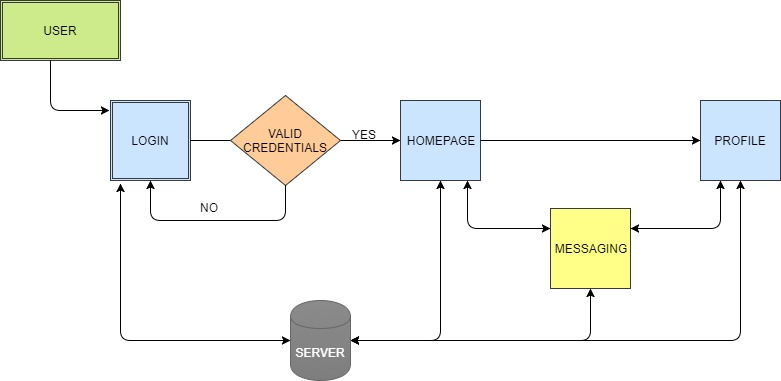 USER
LOGIN
VALID
CREDENTIALS
YES
HOMEPAGE
PROFILE
NO
MESSAGING
SERVER